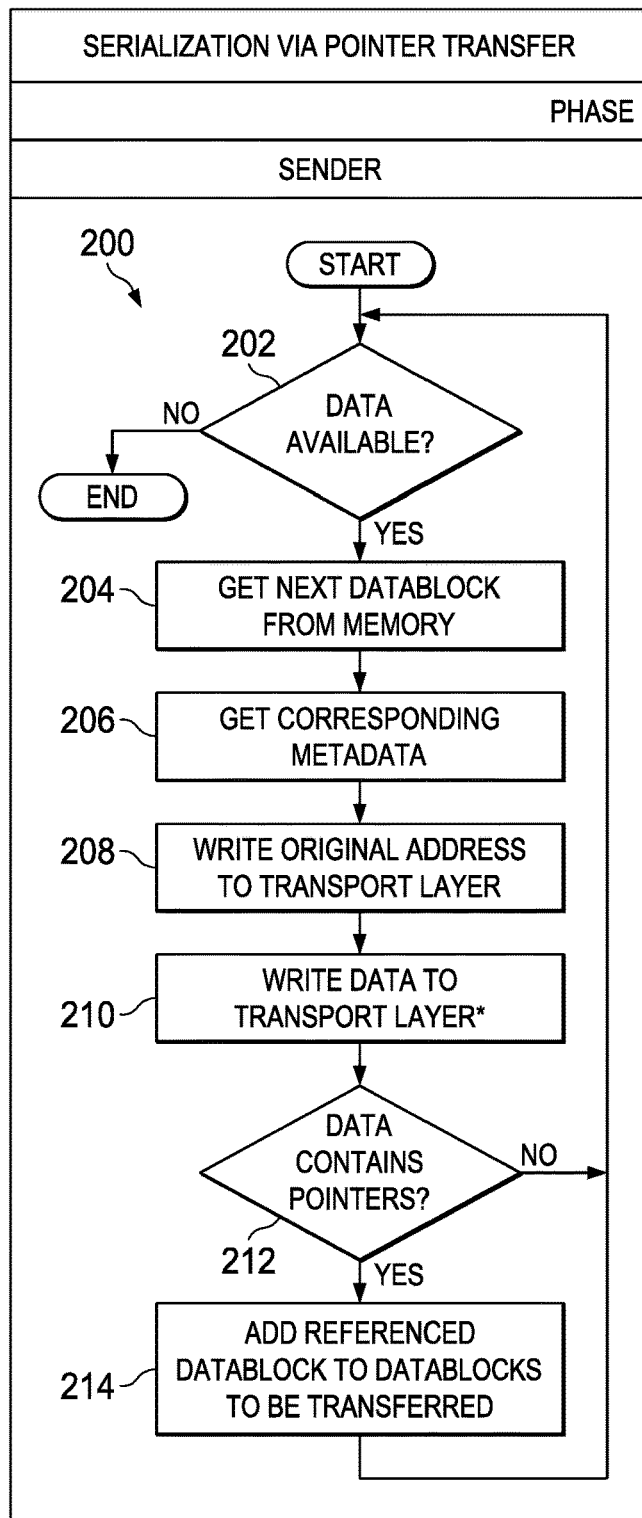 SERIALIZATION VIA POINTER TRANSFER
PHASE
SENDER
200
START
202
DATA
AVAILABLE?
NO
END
YES
204
GET NEXT DATABLOCK
FROM MEMORY
206
GET CORRESPONDING
METADATA
208
WRITE ORIGINAL ADDRESS
TO TRANSPORT LAYER
210
WRITE DATA TO
TRANSPORT LAYER*
DATA
CONTAINS
POINTERS?
NO
212
YES
214
ADD REFERENCED
DATABLOCK TO DATABLOCKS
TO BE TRANSFERRED